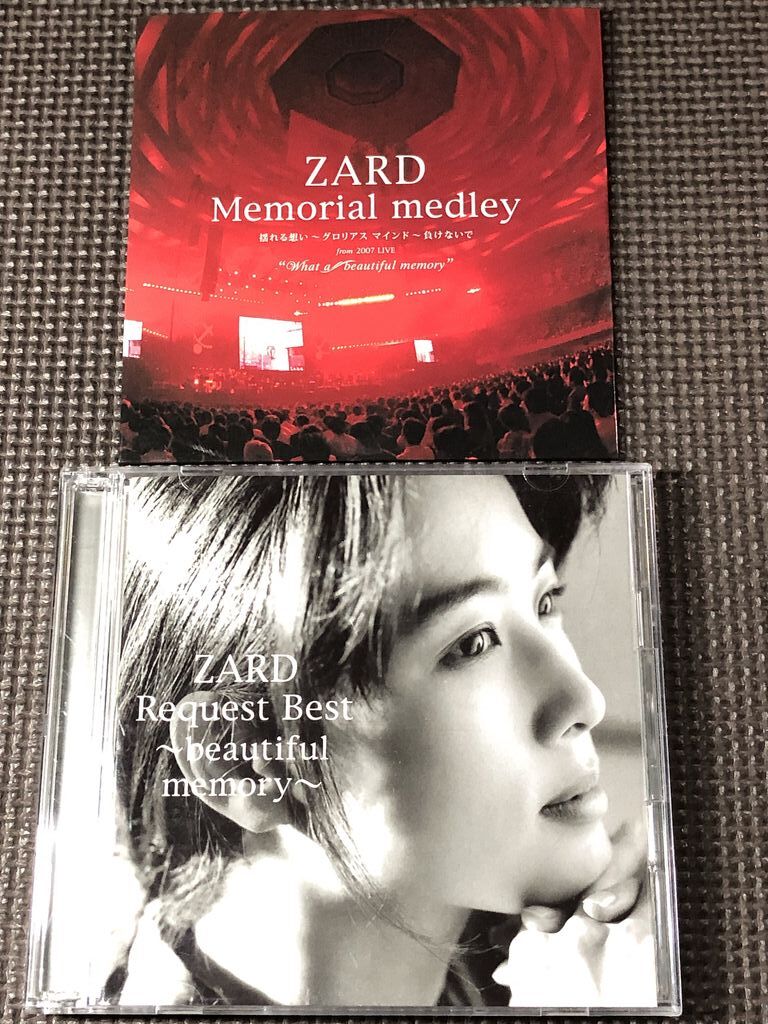 ZARD
Memorial medley
揺れる想い～グロリアス マインド～負けないで
from 2007 LIVE
“What a beautiful memory”
ZARD
Request Best
～beautiful
memory～